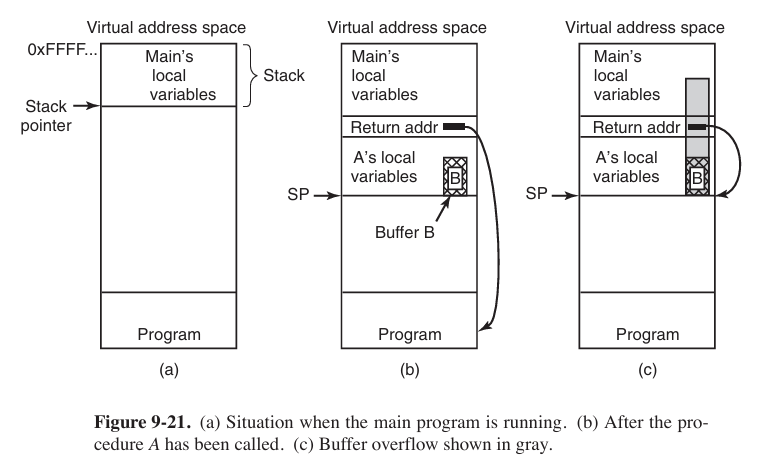 Virtual address space
0xFFFF...
Main's
local
variables
Stack
Stack
pointer
Program
(a)
Virtual address space
Main's
local
variables
Return addr
A's local
variables
B
SP
Buffer B
Program
(b)
Virtual address space
Main's
local
variables
Return addr
A's local
variables
B
SP
Program
(c)
Figure 9-21. (a) Situation when the main program is running. (b) After the pro-
cedure A has been called. (c) Buffer overflow shown in gray.